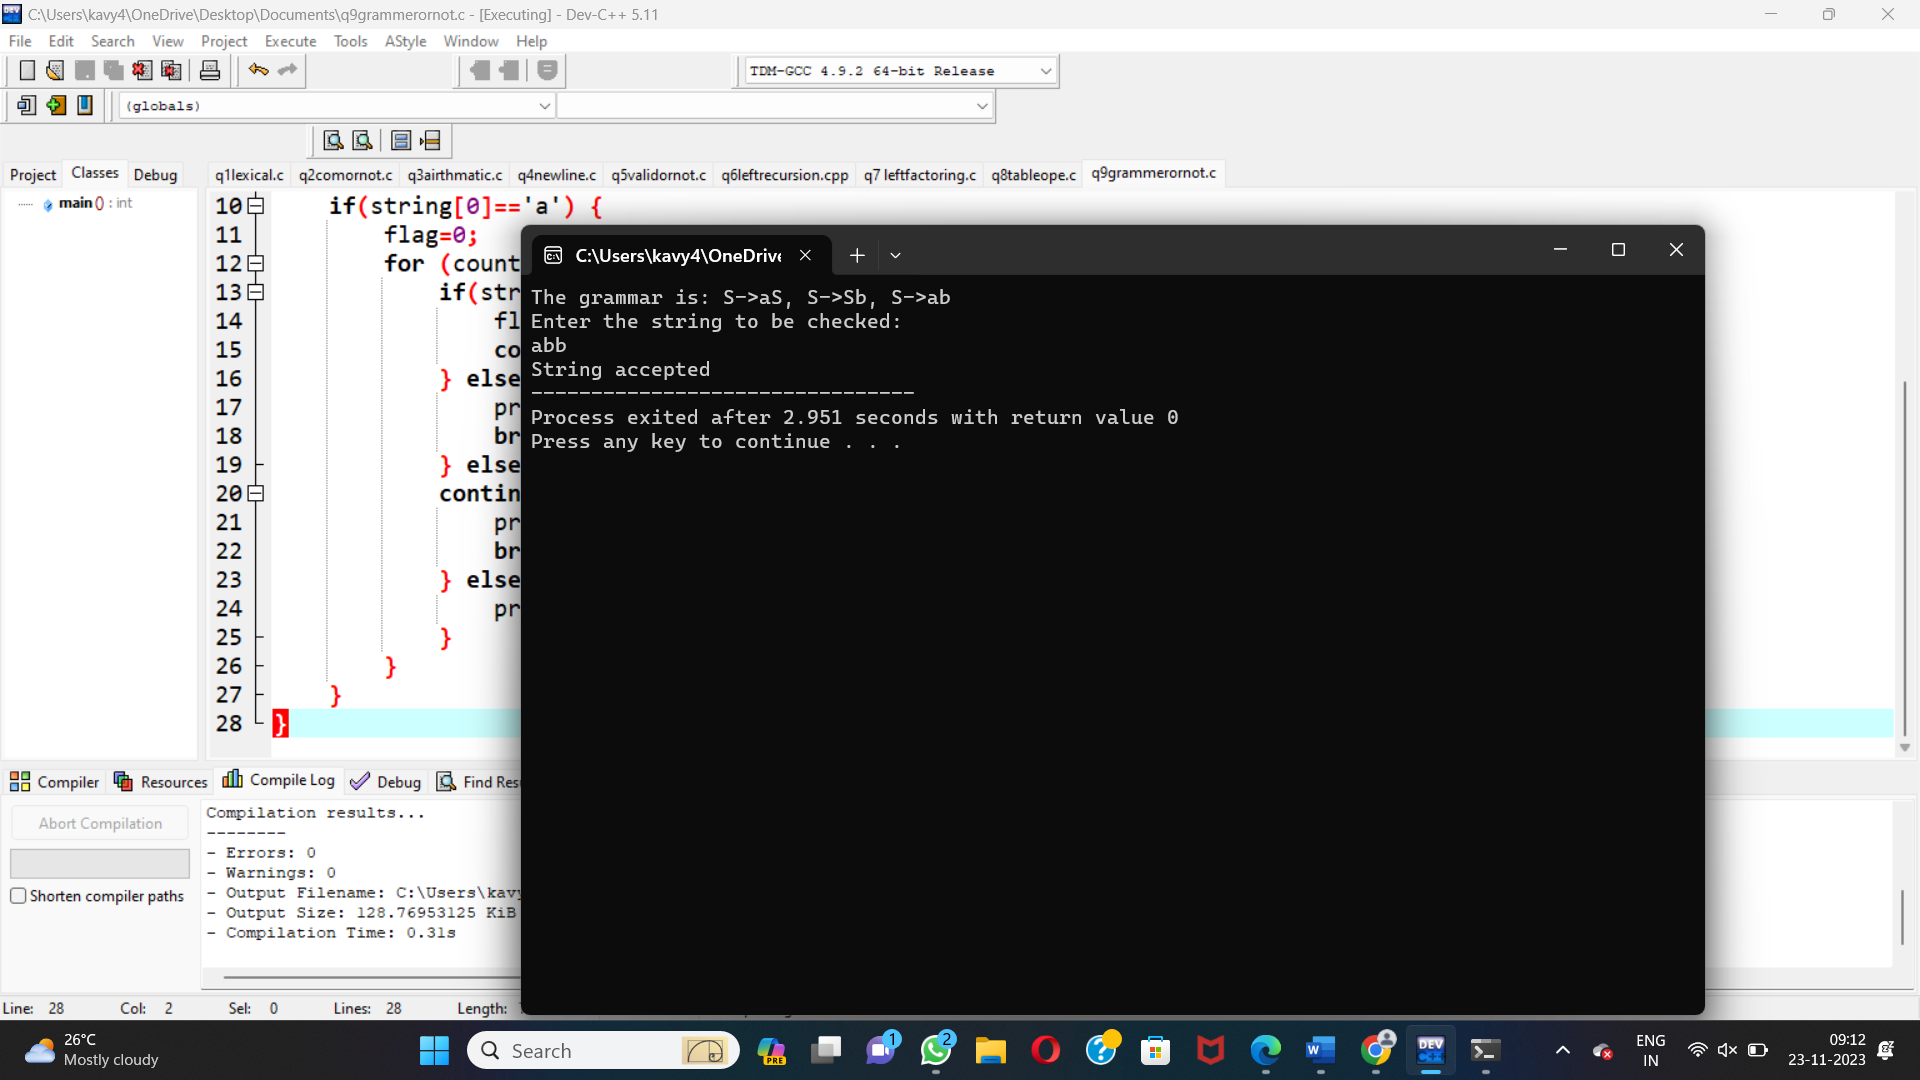 C:\Users\kavy4\OneDrive\Desktop\Documents\q9grammerornot.c - [Executing] - Dev-C++ 5.11
File Edit Search View Project Execute Tools AStyle Window Help
TDM-GCC 4.9.2 64-bit Release
(globals)
Project Classes Debug
q1lexical.c q2comornot.c q3airthmatic.c q4newline.c q5validornot.c q6leftrecursion.cpp q7 leftfactoring.c q8tableope.c q9grammerornot.c
main () : int
10 if(string[0]=='a') {
11 flag=0;
12 for (count
13 if(str
14 fl
15 co
16 } else
17 pr
18 br
19 } else
20 contin
21 pr
22 br
23 } else
24 pr
25 }
26 }
27 }
28 }
C:\Users\kavy4\OneDrive
The grammar is: S->aS, S->Sb, S->ab
Enter the string to be checked:
abb
String accepted
--------------------------------
Process exited after 2.951 seconds with return value 0
Press any key to continue . . .
Compiler Resources Compile Log Debug Find Res
Abort Compilation
Shorten compiler paths
Compilation results...
--------
- Errors: 0
- Warnings: 0
- Output Filename: C:\Users\kavy
- Output Size: 128.76953125 KiB
- Compilation Time: 0.31s
Line: 28 Col: 2 Sel: 0 Lines: 28 Length:
26°C
Mostly cloudy
Search
PRE
1
2
W
DEV
C++
ENG
IN
09:12
23-11-2023